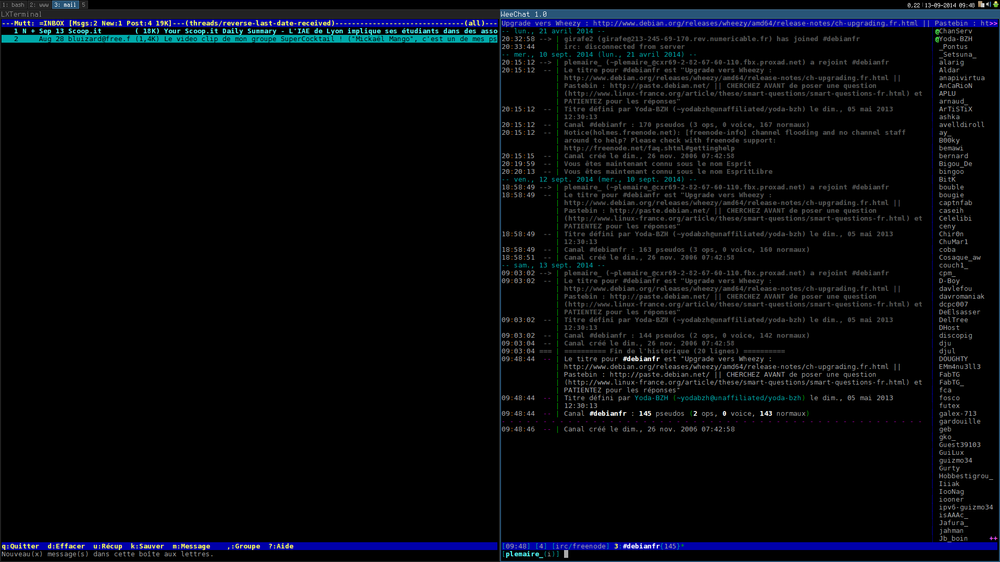 1: bash 2: www 3: mail 5
0,22 13-09-2014 09:48
LXTerminal
---Mutt: =INBOX [Msgs:2 New:1 Post:4 19K]---(threads/reverse-last-date-received)---(all)---
1 N + Sep 13 Scoop.it ( 18K) Your Scoop.it Daily Summary - L'IAE de Lyon implique ses étudiants dans des asso
2 Aug 28 bluizard@free.f (1,4K) Le video clip de mon groupe SuperCocktail ! ("Mickaël Mango", c'est un de mes ps
q:Quitter d:Effacer u:Récup k:Sauver m:Message ,:Groupe ?:Aide
Nouveau(x) message(s) dans cette boîte aux lettres.
WeeChat 1.0
Upgrade vers Wheezy : http://www.debian.org/releases/wheezy/amd64/release-notes/ch-upgrading.fr.html || Pastebin : ht>>
-- lun., 21 avril 2014 --
20:32:58 --> | girafe2 (girafe@213-245-69-170.rev.numericable.fr) has joined #debianfr
20:33:44 | irc: disconnected from server
-- mer., 10 sept. 2014 (lun., 21 avril 2014) --
20:15:12 --> | plemaire_ (~plemaire_@cxr69-2-82-67-60-110.fbx.proxad.net) a rejoint #debianfr
20:15:12 -- | Le titre pour #debianfr est "Upgrade vers Wheezy :
| http://www.debian.org/releases/wheezy/amd64/release-notes/ch-upgrading.fr.html ||
| Pastebin : http://paste.debian.net/ || CHERCHEZ AVANT de poser une question
| (http://www.linux-france.org/article/these/smart-questions/smart-questions-fr.html) et
| PATIENTEZ pour les réponses"
20:15:12 -- | Titre défini par Yoda-BZH (~yodabzh@unaffiliated/yoda-bzh) le dim., 05 mai 2013
| 12:30:13
20:15:12 -- | Canal #debianfr : 170 pseudos (3 ops, 0 voice, 167 normaux)
20:15:12 -- | Notice(holmes.freenode.net): [freenode-info] channel flooding and no channel staff
| around to help? Please check with freenode support:
| http://freenode.net/faq.shtml#gettinghelp
20:15:15 -- | Canal créé le dim., 26 nov. 2006 07:42:58
20:19:59 -- | Vous êtes maintenant connu sous le nom Esprit
20:20:13 -- | Vous êtes maintenant connu sous le nom EspritLibre
-- ven., 12 sept. 2014 (mer., 10 sept. 2014) --
18:58:49 --> | plemaire_ (~plemaire_@cxr69-2-82-67-60-110.fbx.proxad.net) a rejoint #debianfr
18:58:49 -- | Le titre pour #debianfr est "Upgrade vers Wheezy :
| http://www.debian.org/releases/wheezy/amd64/release-notes/ch-upgrading.fr.html ||
| Pastebin : http://paste.debian.net/ || CHERCHEZ AVANT de poser une question
| (http://www.linux-france.org/article/these/smart-questions/smart-questions-fr.html) et
| PATIENTEZ pour les réponses"
18:58:49 -- | Titre défini par Yoda-BZH (~yodabzh@unaffiliated/yoda-bzh) le dim., 05 mai 2013
| 12:30:13
18:58:49 -- | Canal #debianfr : 163 pseudos (3 ops, 0 voice, 160 normaux)
18:58:51 -- | Canal créé le dim., 26 nov. 2006 07:42:58
-- sam., 13 sept. 2014 --
09:03:02 --> | plemaire_ (~plemaire_@cxr69-2-82-67-60-110.fbx.proxad.net) a rejoint #debianfr
09:03:02 -- | Le titre pour #debianfr est "Upgrade vers Wheezy :
| http://www.debian.org/releases/wheezy/amd64/release-notes/ch-upgrading.fr.html ||
| Pastebin : http://paste.debian.net/ || CHERCHEZ AVANT de poser une question
| (http://www.linux-france.org/article/these/smart-questions/smart-questions-fr.html) et
| PATIENTEZ pour les réponses"
09:03:02 -- | Titre défini par Yoda-BZH (~yodabzh@unaffiliated/yoda-bzh) le dim., 05 mai 2013
| 12:30:13
09:03:02 -- | Canal #debianfr : 144 pseudos (2 ops, 0 voice, 142 normaux)
09:03:04 -- | Canal créé le dim., 26 nov. 2006 07:42:58
09:03:04 === | ========== Fin de l'historique (20 lignes) ==========
09:48:44 -- | Le titre pour #debianfr est "Upgrade vers Wheezy :
| http://www.debian.org/releases/wheezy/amd64/release-notes/ch-upgrading.fr.html ||
| Pastebin : http://paste.debian.net/ || CHERCHEZ AVANT de poser une question
| (http://www.linux-france.org/article/these/smart-questions/smart-questions-fr.html) et
| PATIENTEZ pour les réponses"
09:48:44 -- | Titre défini par Yoda-BZH (~yodabzh@unaffiliated/yoda-bzh) le dim., 05 mai 2013
| 12:30:13
09:48:44 -- | Canal #debianfr : 145 pseudos (2 ops, 0 voice, 143 normaux)
09:48:46 -- | Canal créé le dim., 26 nov. 2006 07:42:58
[09:48] [4] [irc/freenode] 3:#debianfr{145}*
[plemaire_(i)]
@ChanServ
@Yoda-BZH
_Pontus
_Setsuna_
alarig
Aldar
anapivirtua
AnCaRioN
APLU
arnaud_
ArTiSTiX
ashka
avelldiroll
ay_
B00ky
bemawi
bernard
Bigou_De
bingoo
BitK
bouble
bougie
captnfab
caseih
Celelibi
ceny
Chir0n
ChuMar1
coba
Cosaque_aw
couch1_
cpm_
D-Boy
davlefou
davromaniak
dcpc007
DeElsasser
DelTree
DHost
discopig
dju
djul
DOUGHTY
EMn4nu3ll3
FabTG
FabTG_
fca
fosco
futex
galex-713
gardouille
geb
gko_
Guest39103
GuiLux
guizmo34
Gurty
Hobbestigrou_
Iiiak
IooNag
iooner
ipv6-guizmo34
isAAAc_
Jafura_
jahman
Jb_boin ++